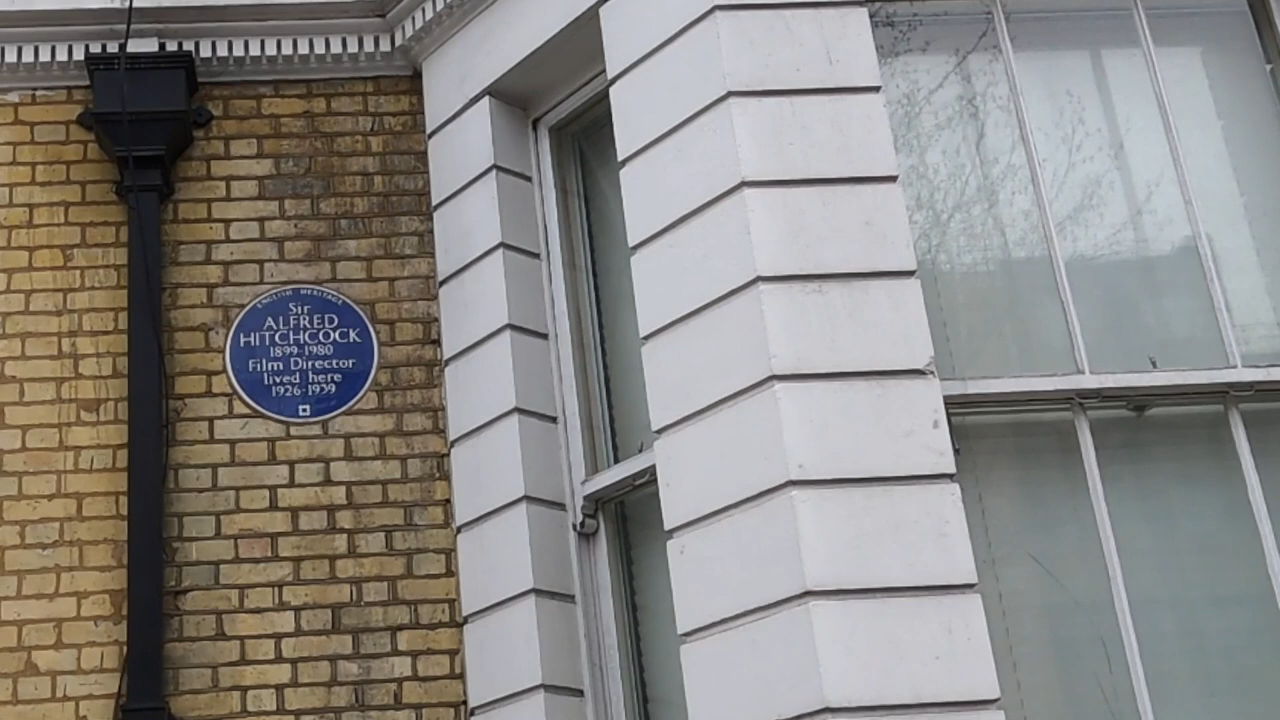 ENGLISH HERITAGE
Sir
ALFRED
HITCHCOCK
1899-1980
Film Director
lived here
1926-1939